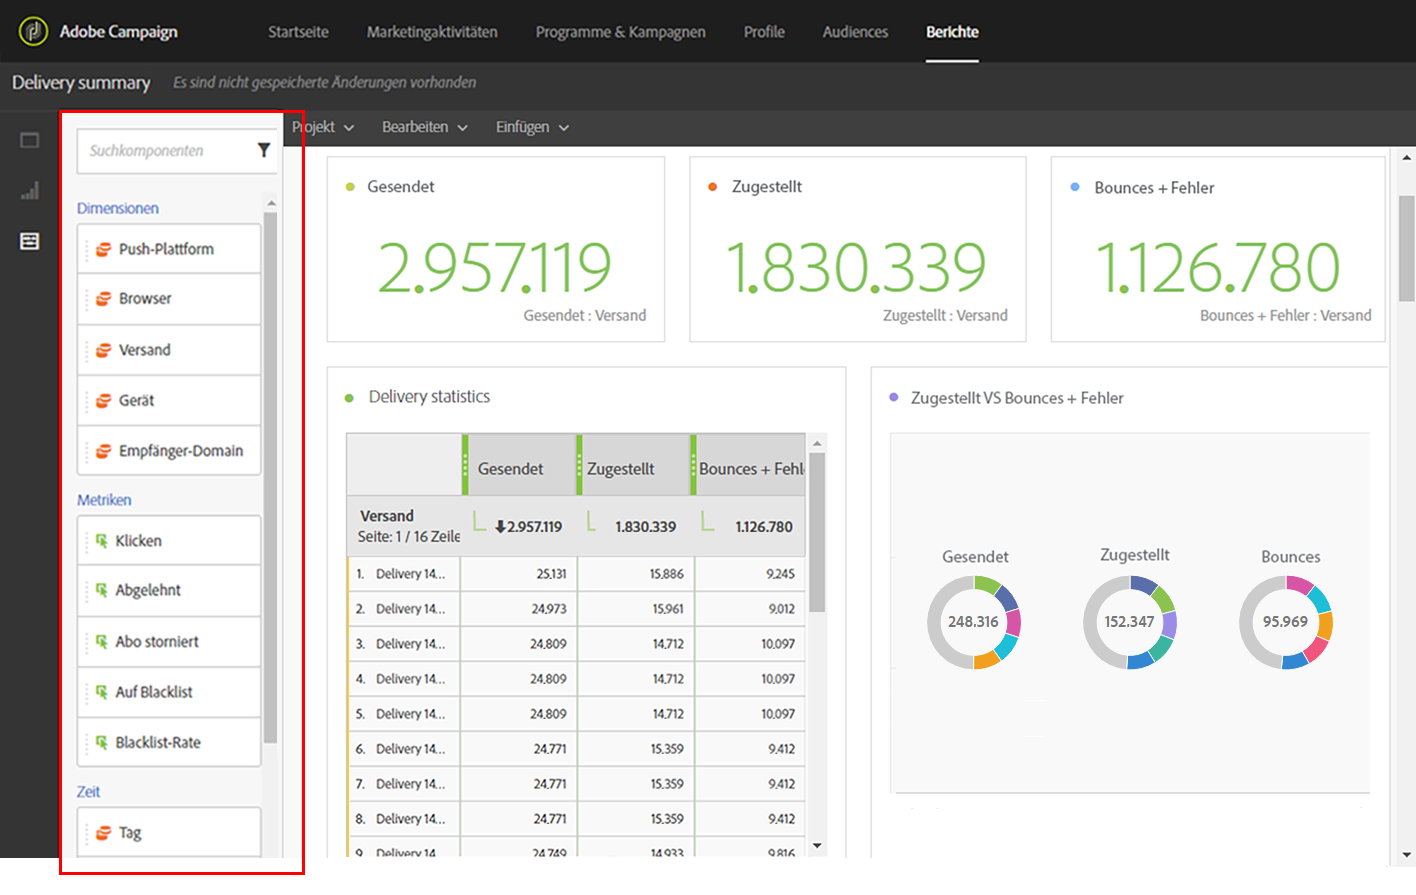 Adobe Campaign Startseite Marketingaktivitäten Programme & Kampagnen Profile Audiences Berichte
Delivery summary Es sind nicht gespeicherte Änderungen vorhanden
Projekt Bearbeiten Einfügen
Suchkomponenten
Dimensionen
Push-Plattform
Browser
Versand
Gerät
Empfänger-Domain
Metriken
Klicken
Abgelehnt
Abo storniert
Auf Blacklist
Blacklist-Rate
Zeit
Tag
Gesendet
2.957.119
Gesendet : Versand
Zugestellt
1.830.339
Zugestellt : Versand
Bounces + Fehler
1.126.780
Bounces + Fehler : Versand
Delivery statistics
Gesendet Zugestellt Bounces + Fehl
Versand
Seite: 1 / 16 Zeile
2.957.119 1.830.339 1.126.780
1. Delivery 14... 25.131 15.886 9.245
2. Delivery 14... 24.973 15.961 9.012
3. Delivery 14... 24.809 14.712 10.097
4. Delivery 14... 24.809 14.712 10.097
5. Delivery 14... 24.809 14.712 10.097
6. Delivery 14... 24.771 15.359 9.412
7. Delivery 14... 24.771 15.359 9.412
8. Delivery 14... 24.771 15.359 9.412
9. Delivery 14 24.749 14.933 9.816
Zugestellt VS Bounces + Fehler
Gesendet
248.316
Zugestellt
152.347
Bounces
95.969